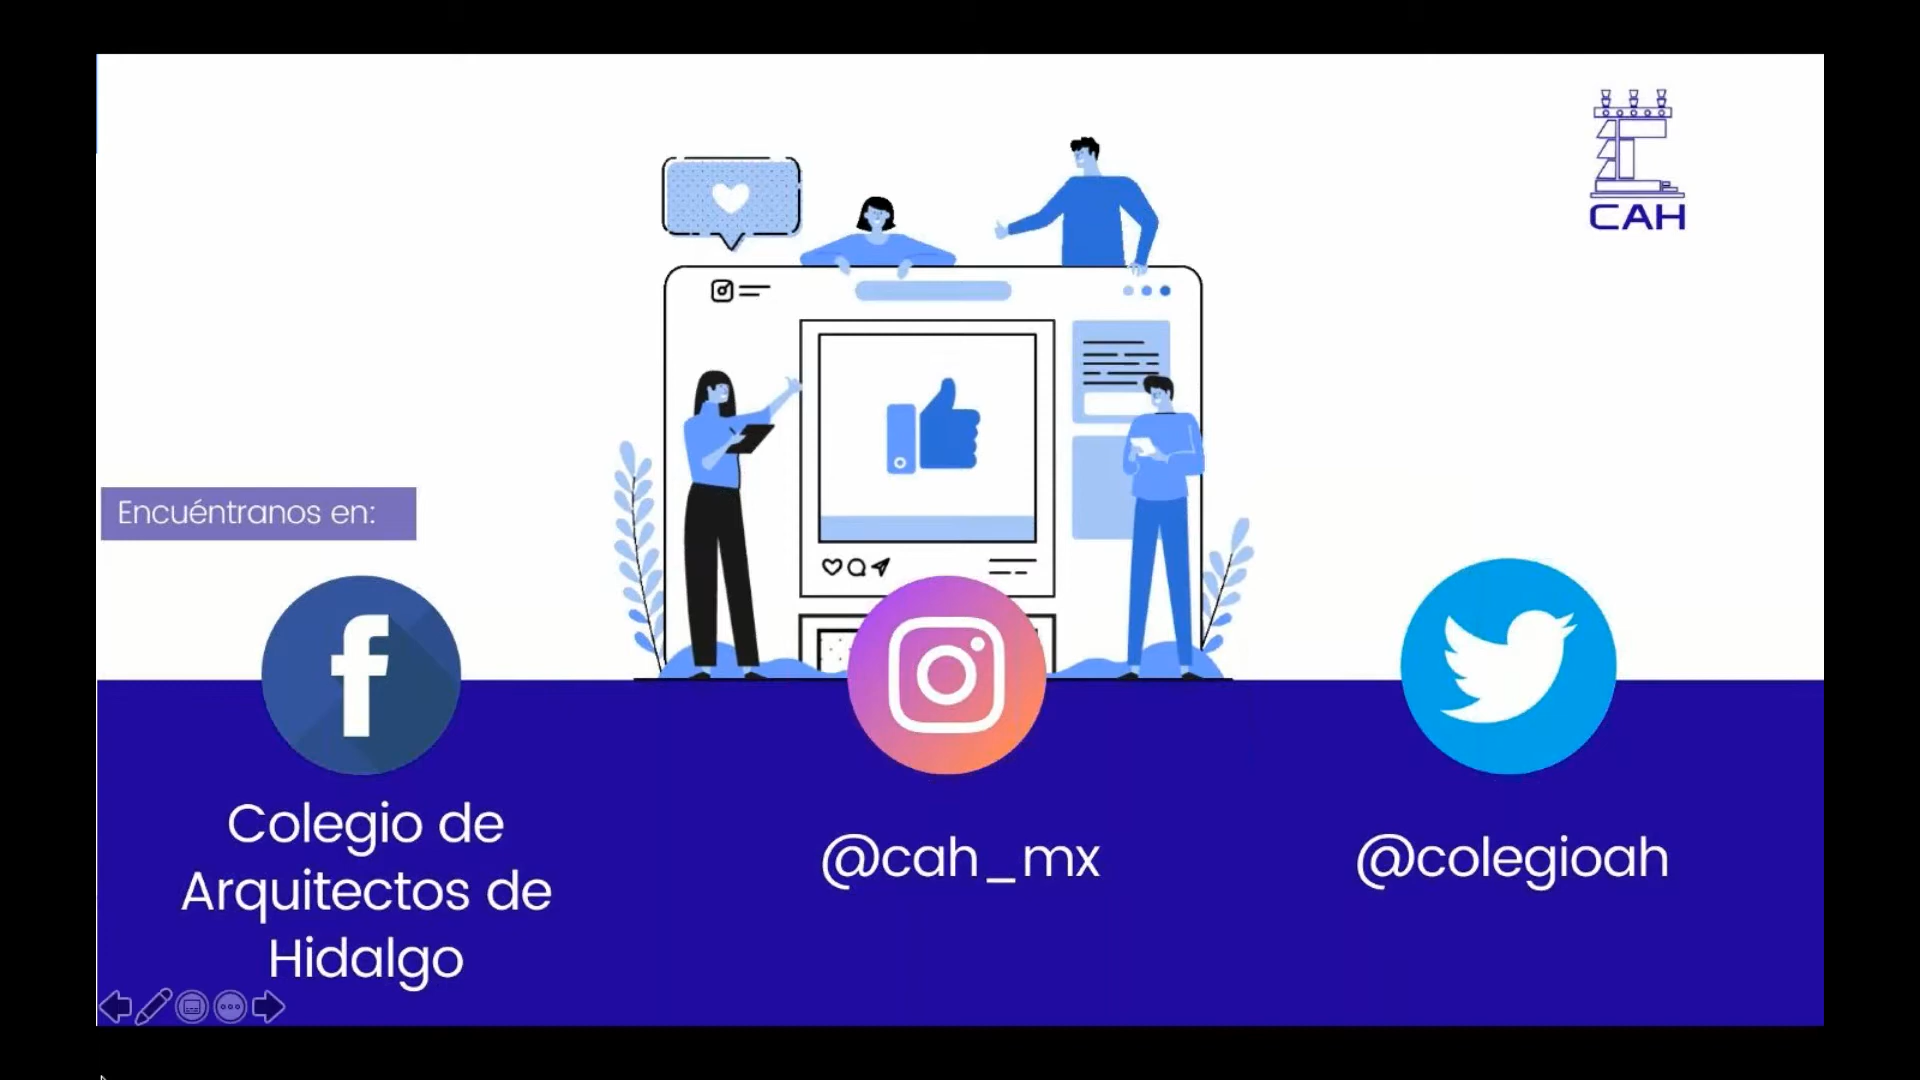 CAH
Encuéntranos en:
Colegio de
Arquitectos de
Hidalgo
@cah_mx
@colegioah